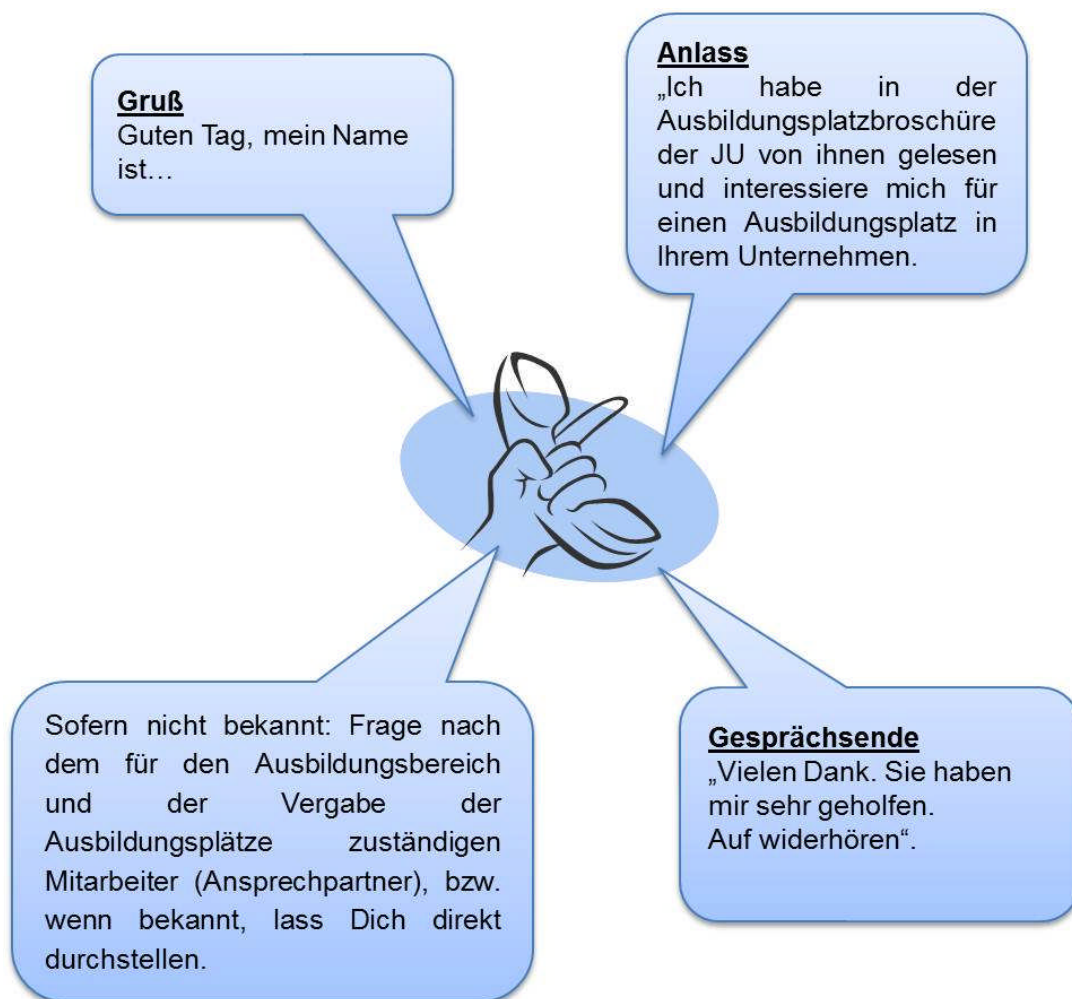 Gruß
Guten Tag, mein Name
ist…
Anlass
„Ich habe in der
Ausbildungsplatzbroschüre
der JU von ihnen gelesen
und interessiere mich für
einen Ausbildungsplatz in
Ihrem Unternehmen.
Sofern nicht bekannt: Frage nach
dem für den Ausbildungsbereich
und der Vergabe der
Ausbildungsplätze zuständigen
Mitarbeiter (Ansprechpartner), bzw.
wenn bekannt, lass Dich direkt
durchstellen.
Gesprächsende
„Vielen Dank. Sie haben
mir sehr geholfen.
Auf widerhören“.